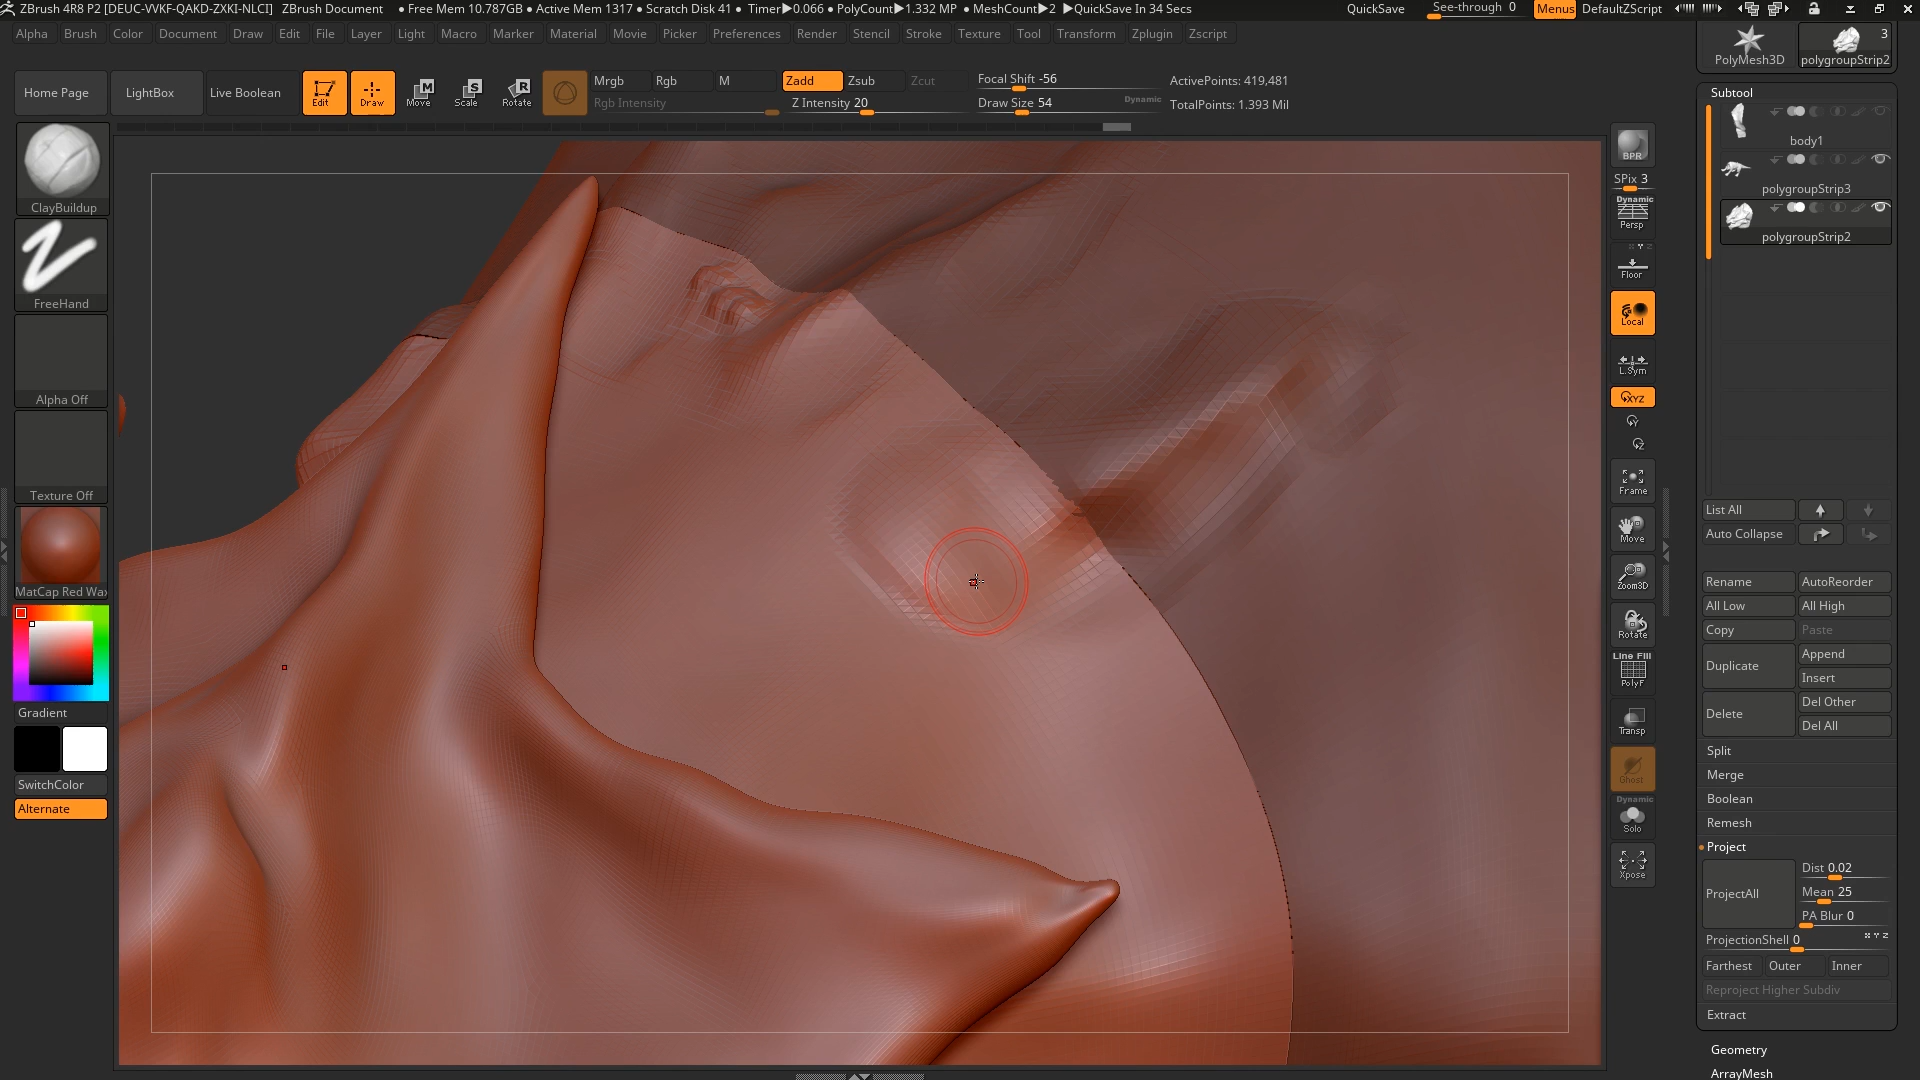 ZBrush 4R8 P2 [DEUC-VVKF-QAKD-ZXKI-NLCI] ZBrush Document • Free Mem 10.787GB • Active Mem 1317 • Scratch Disk 41 • Timer▶0.066 • PolyCount▶1.332 MP • MeshCount▶2 ▶QuickSave In 34 Secs QuickSave See-through 0 Menus DefaultZScript
Alpha Brush Color Document Draw Edit File Layer Light Macro Marker Material Movie Picker Preferences Render Stencil Stroke Texture Tool Transform Zplugin Zscript
Home Page LightBox Live Boolean Edit Draw Move Scale Rotate
M S R
Mrgb Rgb M Zadd Zsub Zcut Focal Shift -56 ActivePoints: 419,481
Rgb Intensity Z Intensity 20 Draw Size 54 Dynamic TotalPoints: 1.393 Mil
ClayBuildup
FreeHand
Alpha Off
Texture Off
MatCap Red Wax
Gradient
SwitchColor
Alternate
BPR
SPix 3
Dynamic
Persp
Floor
Local
L.Sym
XYZ
Y
Z
Frame
Move
Zoom3D
Rotate
Line Fill
PolyF
Transp
Ghost
Dynamic
Solo
Xpose
3
PolyMesh3D polygroupStrip2
Subtool
body1
polygroupStrip3
polygroupStrip2
List All
Auto Collapse
Rename AutoReorder
All Low All High
Copy Paste
Duplicate Append
Insert
Delete Del Other
Del All
Split
Merge
Boolean
Remesh
Project
ProjectAll Dist 0.02
Mean 25
PA Blur 0
ProjectionShell 0 X Y Z
Farthest Outer Inner
Reproject Higher Subdiv
Extract
Geometry
ArrayMesh